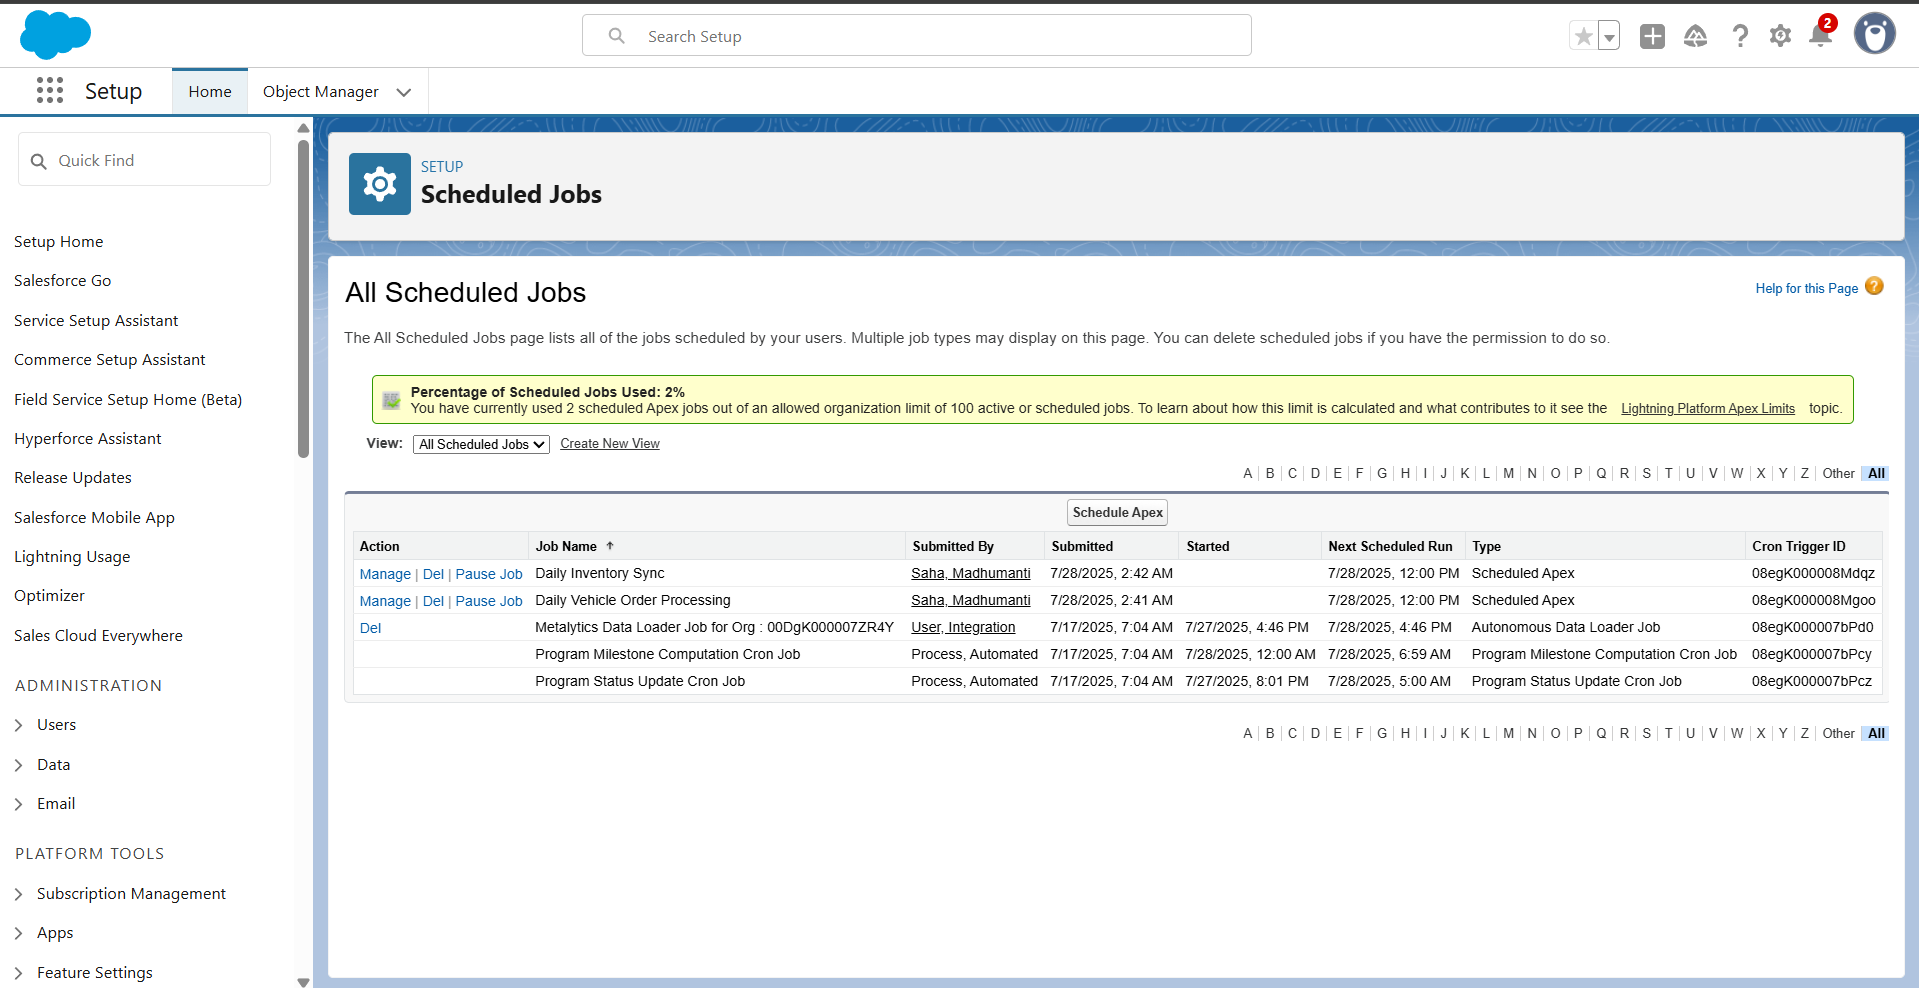 Search Setup
2
Setup
Home
Object Manager
Quick Find
Setup Home
Salesforce Go
Service Setup Assistant
Commerce Setup Assistant
Field Service Setup Home (Beta)
Hyperforce Assistant
Release Updates
Salesforce Mobile App
Lightning Usage
Optimizer
Sales Cloud Everywhere
ADMINISTRATION
Users
Data
Email
PLATFORM TOOLS
Subscription Management
Apps
Feature Settings
SETUP
Scheduled Jobs
All Scheduled Jobs
Help for this Page ?
The All Scheduled Jobs page lists all of the jobs scheduled by your users. Multiple job types may display on this page. You can delete scheduled jobs if you have the permission to do so.
Percentage of Scheduled Jobs Used: 2%
You have currently used 2 scheduled Apex jobs out of an allowed organization limit of 100 active or scheduled jobs. To learn about how this limit is calculated and what contributes to it see the Lightning Platform Apex Limits topic.
View: All Scheduled Jobs Create New View
A | B | C | D | E | F | G | H | I | J | K | L | M | N | O | P | Q | R | S | T | U | V | W | X | Y | Z | Other All
Schedule Apex
Action Job Name ↑ Submitted By Submitted Started Next Scheduled Run Type Cron Trigger ID
Manage | Del | Pause Job Daily Inventory Sync Saha, Madhumanti 7/28/2025, 2:42 AM 7/28/2025, 12:00 PM Scheduled Apex 08egK000008Mdqz
Manage | Del | Pause Job Daily Vehicle Order Processing Saha, Madhumanti 7/28/2025, 2:41 AM 7/28/2025, 12:00 PM Scheduled Apex 08egK000008Mgoo
Del Metalytics Data Loader Job for Org : 00DgK000007ZR4Y User, Integration 7/17/2025, 7:04 AM 7/27/2025, 4:46 PM 7/28/2025, 4:46 PM Autonomous Data Loader Job 08egK000007bPd0
Program Milestone Computation Cron Job Process, Automated 7/17/2025, 7:04 AM 7/28/2025, 12:00 AM 7/28/2025, 6:59 AM Program Milestone Computation Cron Job 08egK000007bPcy
Program Status Update Cron Job Process, Automated 7/17/2025, 7:04 AM 7/27/2025, 8:01 PM 7/28/2025, 5:00 AM Program Status Update Cron Job 08egK000007bPcz
A | B | C | D | E | F | G | H | I | J | K | L | M | N | O | P | Q | R | S | T | U | V | W | X | Y | Z | Other All